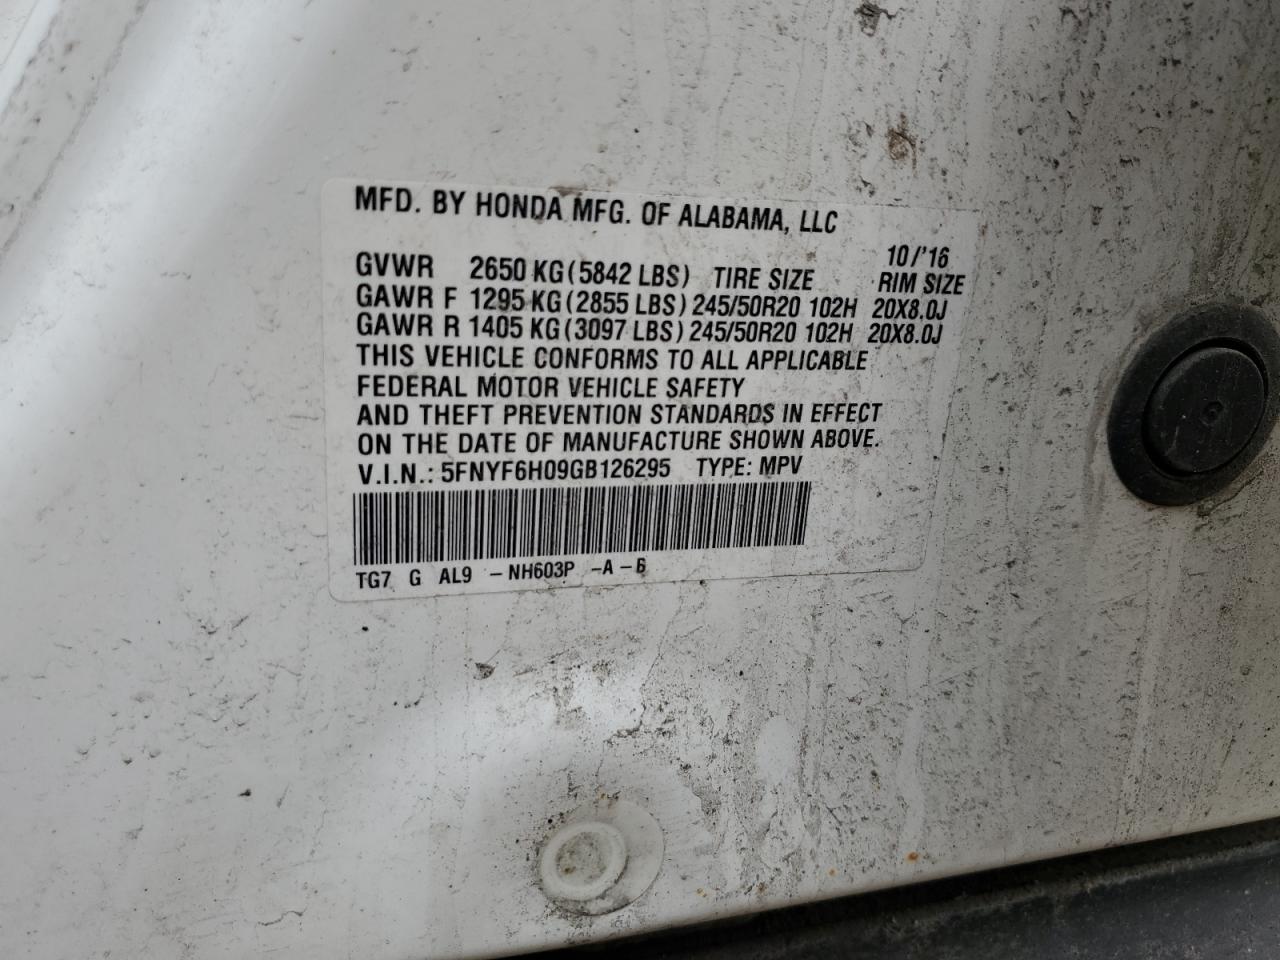 MFD. BY HONDA MFG. OF ALABAMA, LLC
10/'16
GVWR 2650 KG(5842 LBS) TIRE SIZE RIM SIZE
GAWR F 1295 KG(2855 LBS) 245/50R20 102H 20X8.0J
GAWR R 1405 KG(3097 LBS) 245/50R20 102H 20X8.0J
THIS VEHICLE CONFORMS TO ALL APPLICABLE
FEDERAL MOTOR VEHICLE SAFETY
AND THEFT PREVENTION STANDARDS IN EFFECT
ON THE DATE OF MANUFACTURE SHOWN ABOVE.
V.I.N.: 5FNYF6H09GB126295 TYPE: MPV
TG7 G AL9 -NH603P -A-6